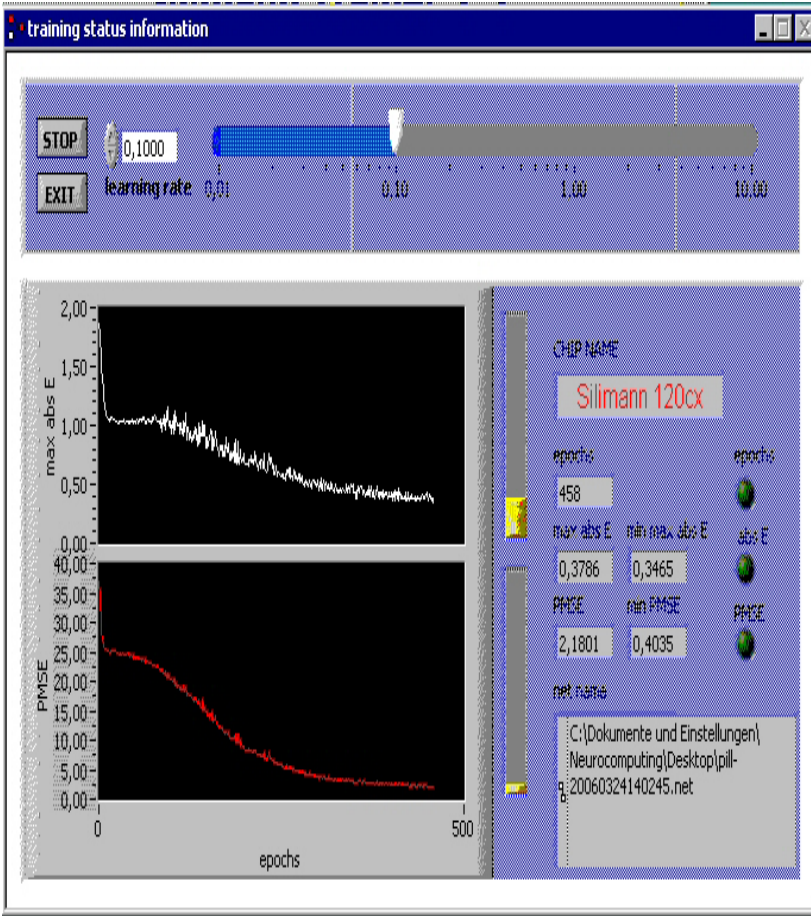 training status information
STOP
0,1000
EXIT
learning rate
0,01
0.10
1.00
10.00
2,00
1,50
1,00
0,50
0,00
max abs E
40,00
35,00
30,00
25,00
20,00
15,00
10,00
5,00
0,00
PMSE
0
500
epochs
CHIP NAME
Silimann 120cx
epochs
epochs
458
max abs E
min max abs E
abs E
0,3786
0,3465
PMSE
min PMSE
PMSE
2,1801
0,4035
net name
C:\Dokumente und Einstellungen\
Neurocomputing\Desktop\pill-
20060324140245.net